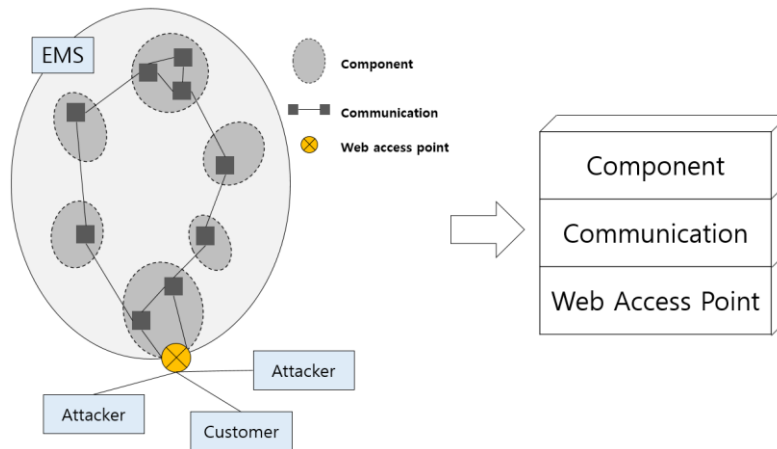 EMS
Component
Communication
Web access point
Attacker
Attacker
Customer
Component
Communication
Web Access Point